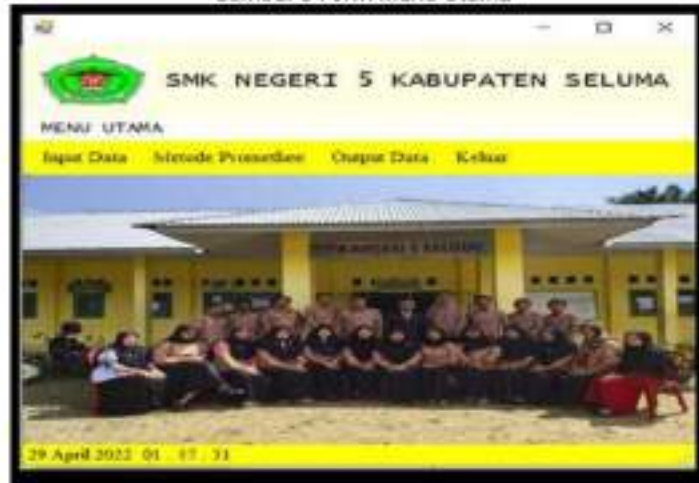 SMK NEGERI 5 KABUPATEN SELUMA
MENU UTAMA
Input Data Metode Promethee Output Data Keluar
29 April 2022 01 : 17 : 31